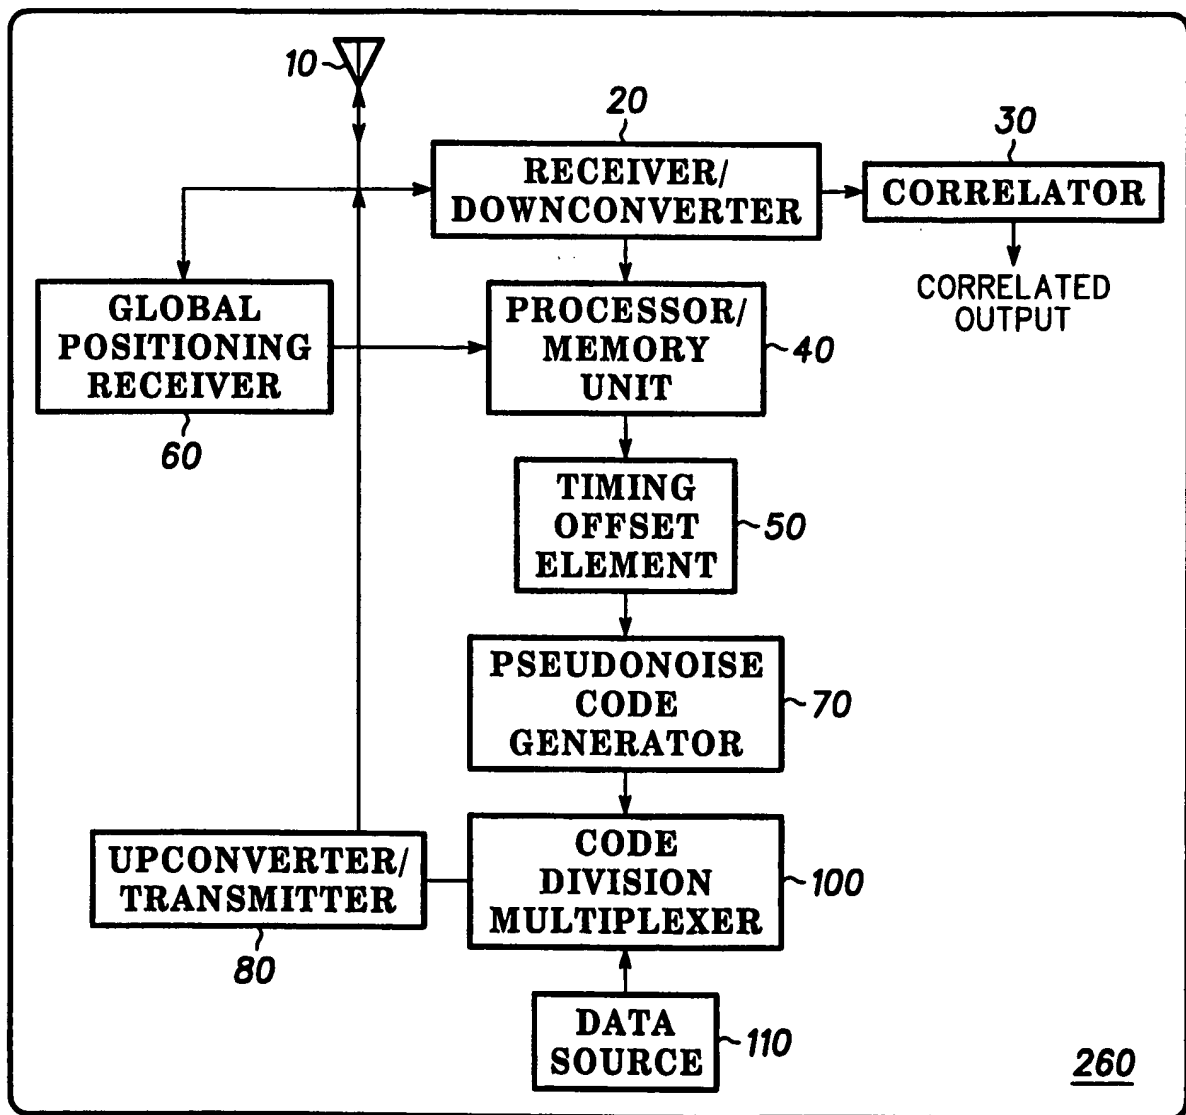 10
20
30
RECEIVER/
DOWNCONVERTER
CORRELATOR
CORRELATED
OUTPUT
GLOBAL
POSITIONING
RECEIVER
60
PROCESSOR/
MEMORY
UNIT
40
TIMING
OFFSET
ELEMENT
50
PSEUDONOISE
CODE
GENERATOR
70
UPCONVERTER/
TRANSMITTER
80
CODE
DIVISION
MULTIPLEXER
100
DATA
SOURCE
110
260